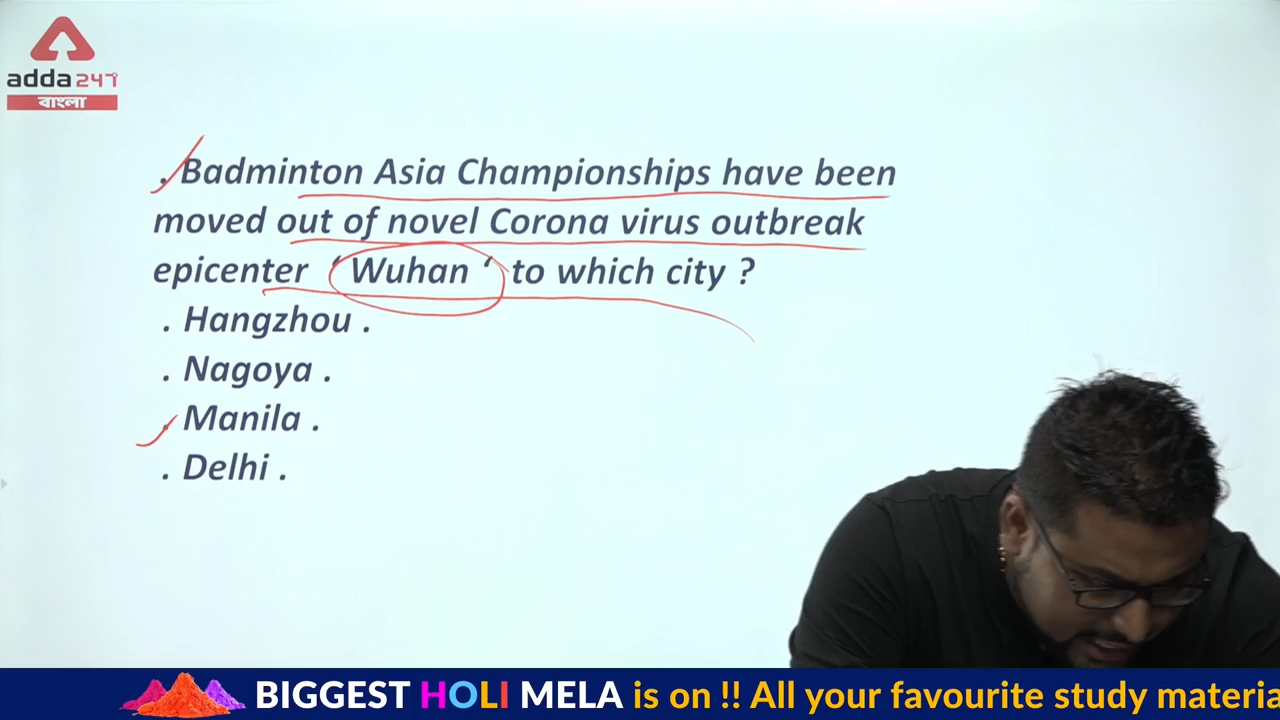 adda247
বাংলা
. Badminton Asia Championships have been
moved out of novel Corona virus outbreak
epicenter ‘ Wuhan ‘ to which city ?
. Hangzhou .
. Nagoya .
. Manila .
. Delhi .
BIGGEST HOLI MELA is on !! All your favourite study materia